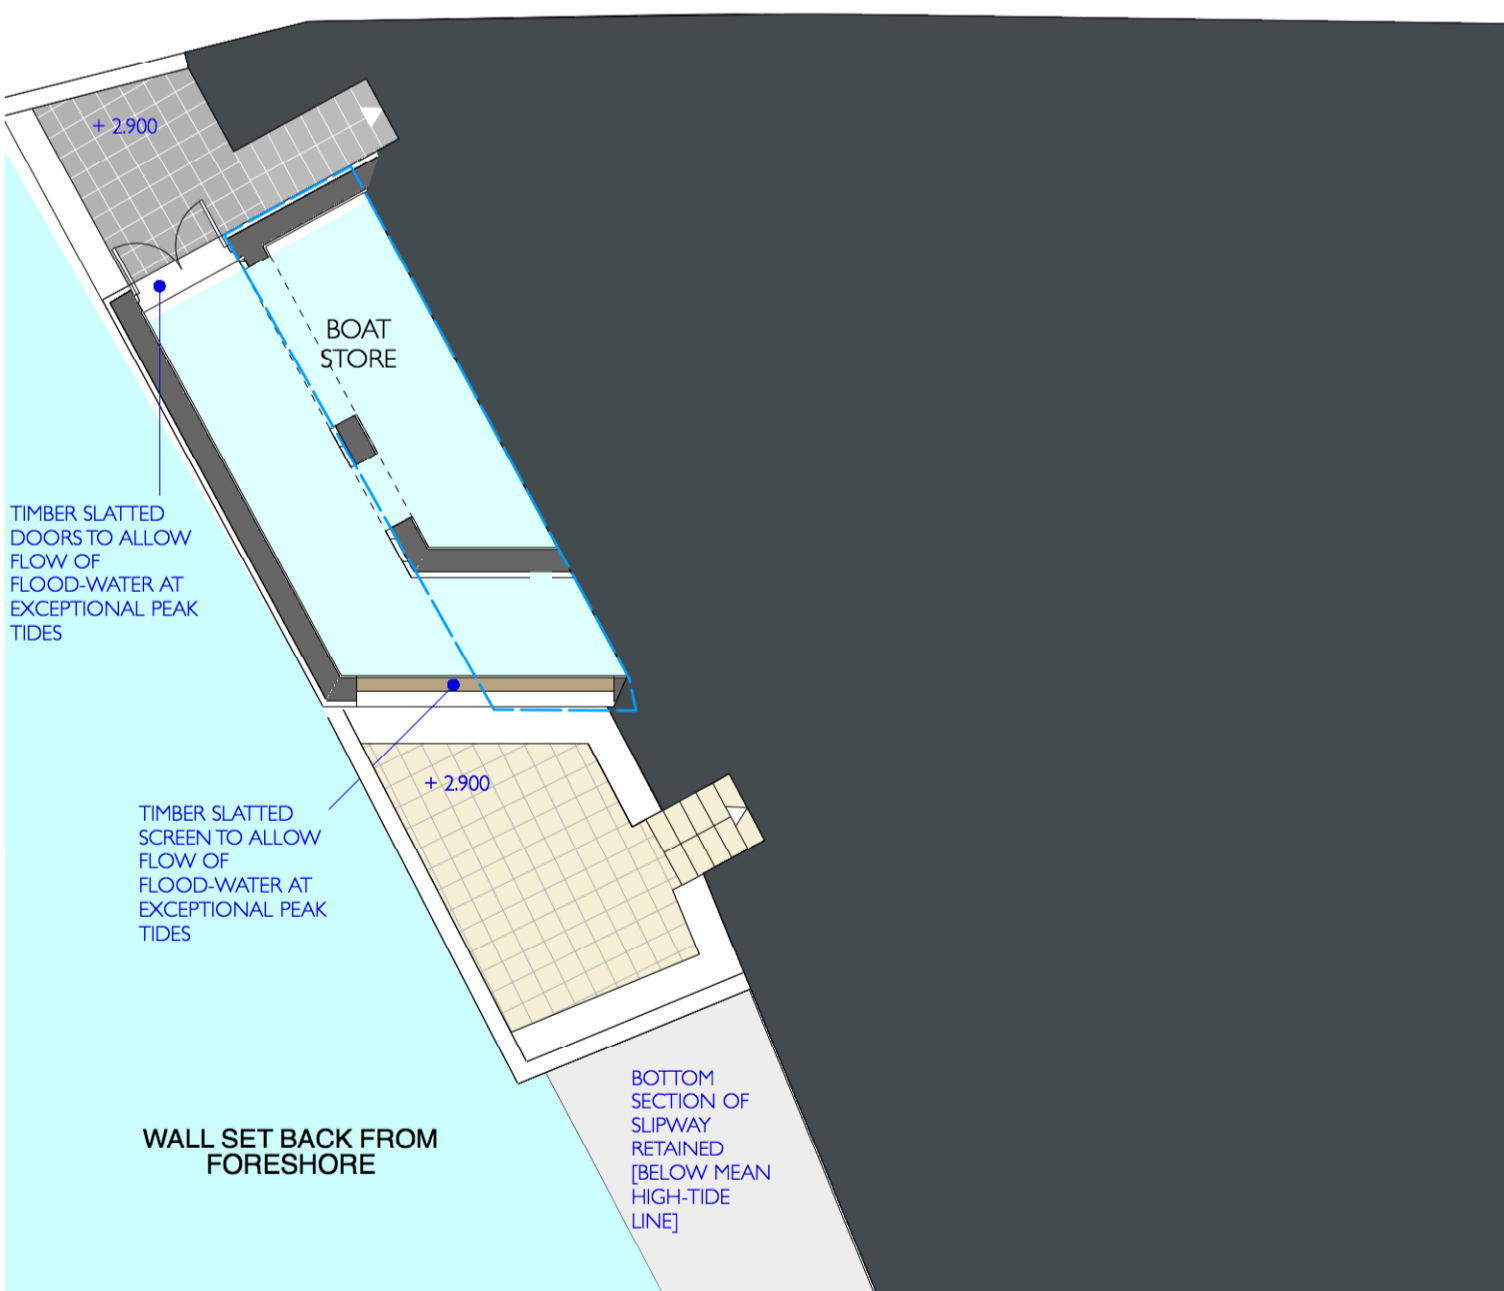 + 2.900
BOAT
STORE
TIMBER SLATTED
DOORS TO ALLOW
FLOW OF
FLOOD-WATER AT
EXCEPTIONAL PEAK
TIDES
+ 2.900
TIMBER SLATTED
SCREEN TO ALLOW
FLOW OF
FLOOD-WATER AT
EXCEPTIONAL PEAK
TIDES
BOTTOM
SECTION OF
SLIPWAY
RETAINED
[BELOW MEAN
HIGH-TIDE
LINE]
WALL SET BACK FROM
FORESHORE